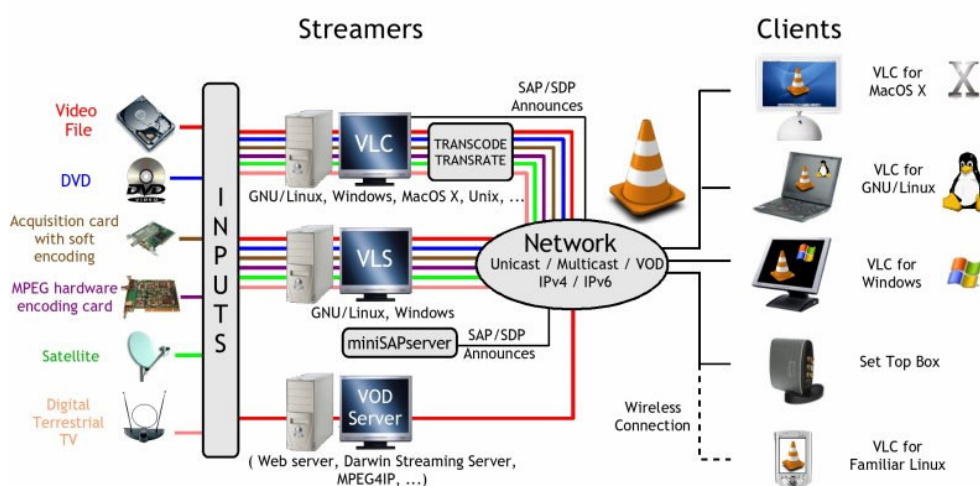 Streamers
Clients
SAP/SDP
Announces
Video
File
DVD
DVD
VIDEO
Acquisition card
with soft
encoding
MPEG hardware
encoding card
Satellite
Digital
Terrestrial
TV
INPUTS
VLC
TRANSCODE
TRANSRATE
GNU/Linux, Windows, MacOS X, Unix, ...
VLS
GNU/Linux, Windows
miniSAPserver
SAP/SDP
Announces
VOD
Server
( Web server, Darwin Streaming Server,
MPEG4IP, ...)
Network
Unicast / Multicast / VOD
IPv4 / IPv6
Wireless
Connection
VLC for
MacOS X
X
VLC for
GNU/Linux
VLC for
Windows
Set Top Box
VLC for
Familiar Linux